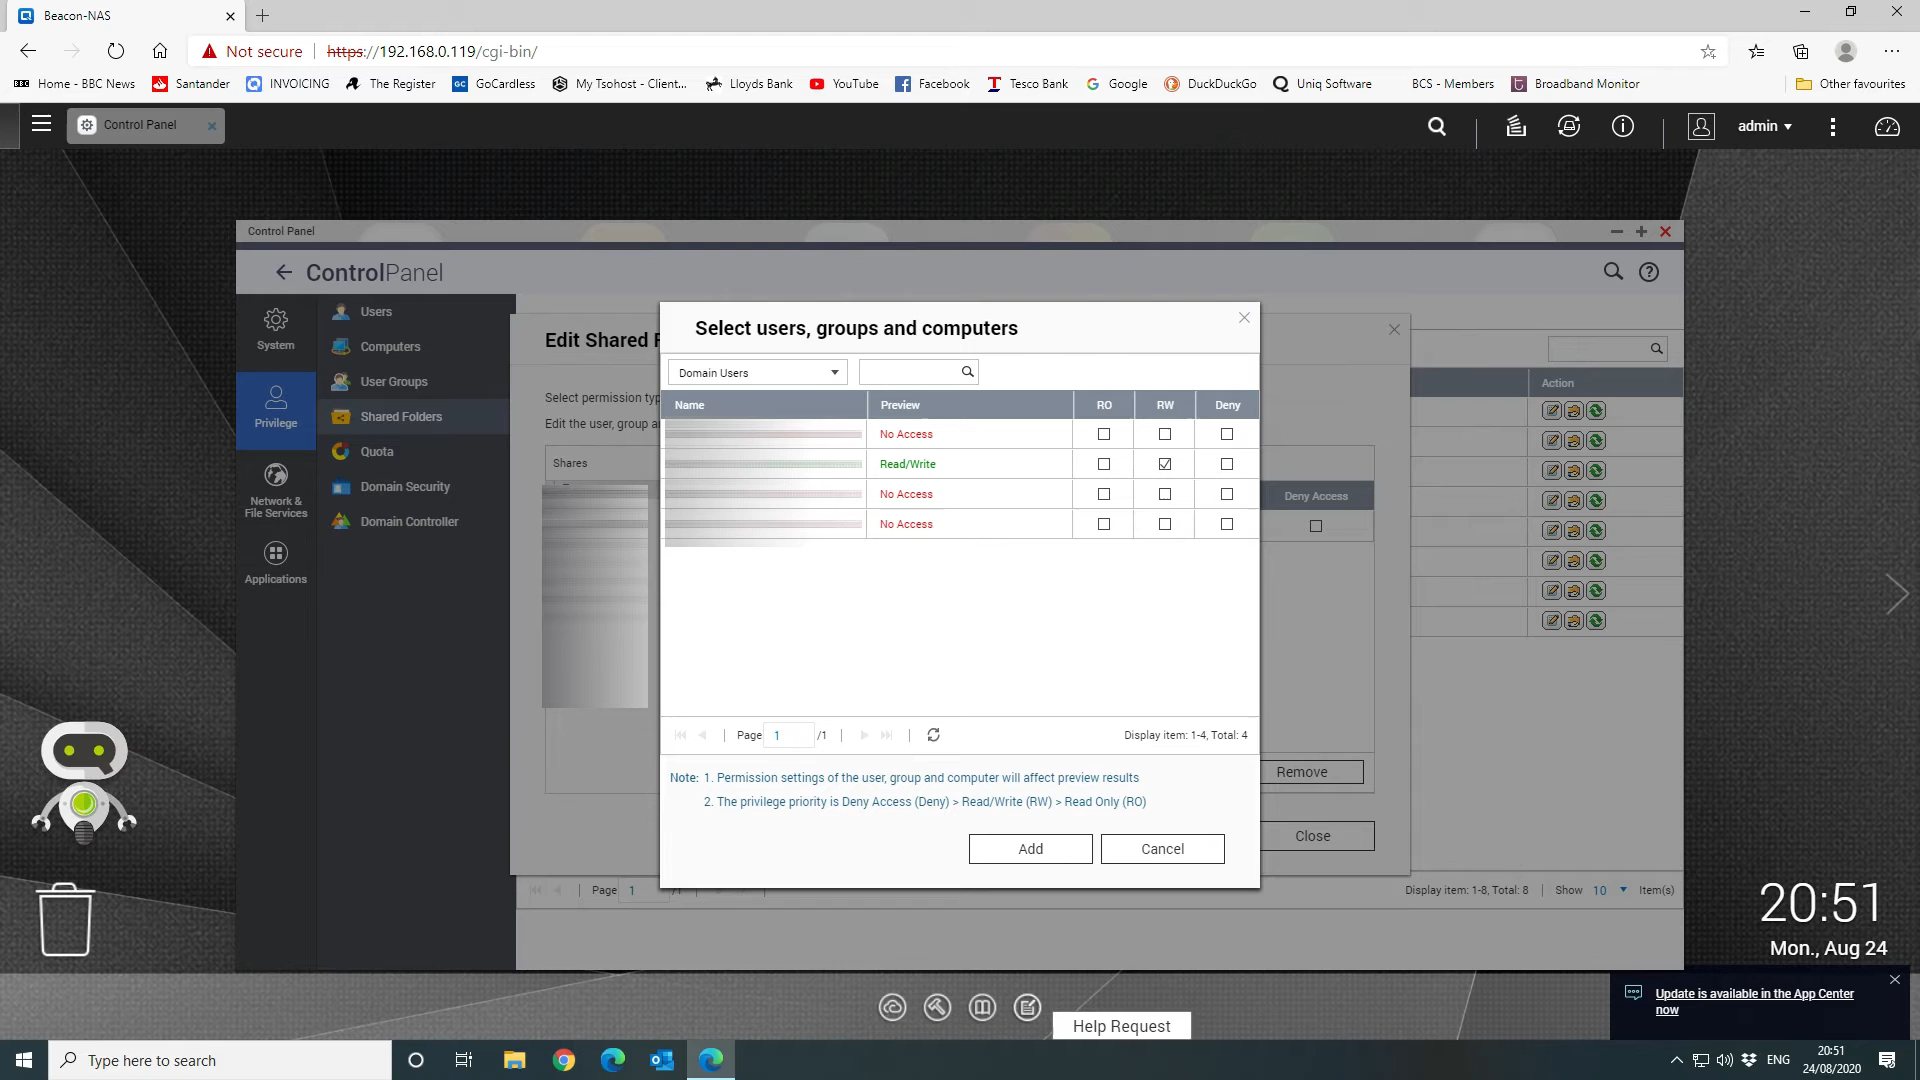 Beacon-NAS
Not secure https://192.168.0.119/cgi-bin/
BBC Home - BBC News Santander INVOICING The Register GC GoCardless My Tsohost - Client... Lloyds Bank YouTube Facebook Tesco Bank Google DuckDuckGo Uniq Software BCS - Members Broadband Monitor Other favourites
Control Panel admin
Control Panel
ControlPanel
System
Privilege
Network &
File Services
Applications
Users
Computers
User Groups
Shared Folders
Quota
Domain Security
Domain Controller
Edit Shared F
Select permission typ
Edit the user, group a
Shares
Select users, groups and computers
Domain Users
Name Preview RO RW Deny
No Access
Read/Write
No Access
No Access
Page 1 /1 Display item: 1-4, Total: 4
Note: 1. Permission settings of the user, group and computer will affect preview results
2. The privilege priority is Deny Access (Deny) > Read/Write (RW) > Read Only (RO)
Add Cancel
Action
Deny Access
Remove
Close
Page 1 /1 Display item: 1-8, Total: 8 Show 10 Item(s)
20:51
Mon., Aug 24
Update is available in the App Center
now
Help Request
Type here to search
ENG
20:51
24/08/2020